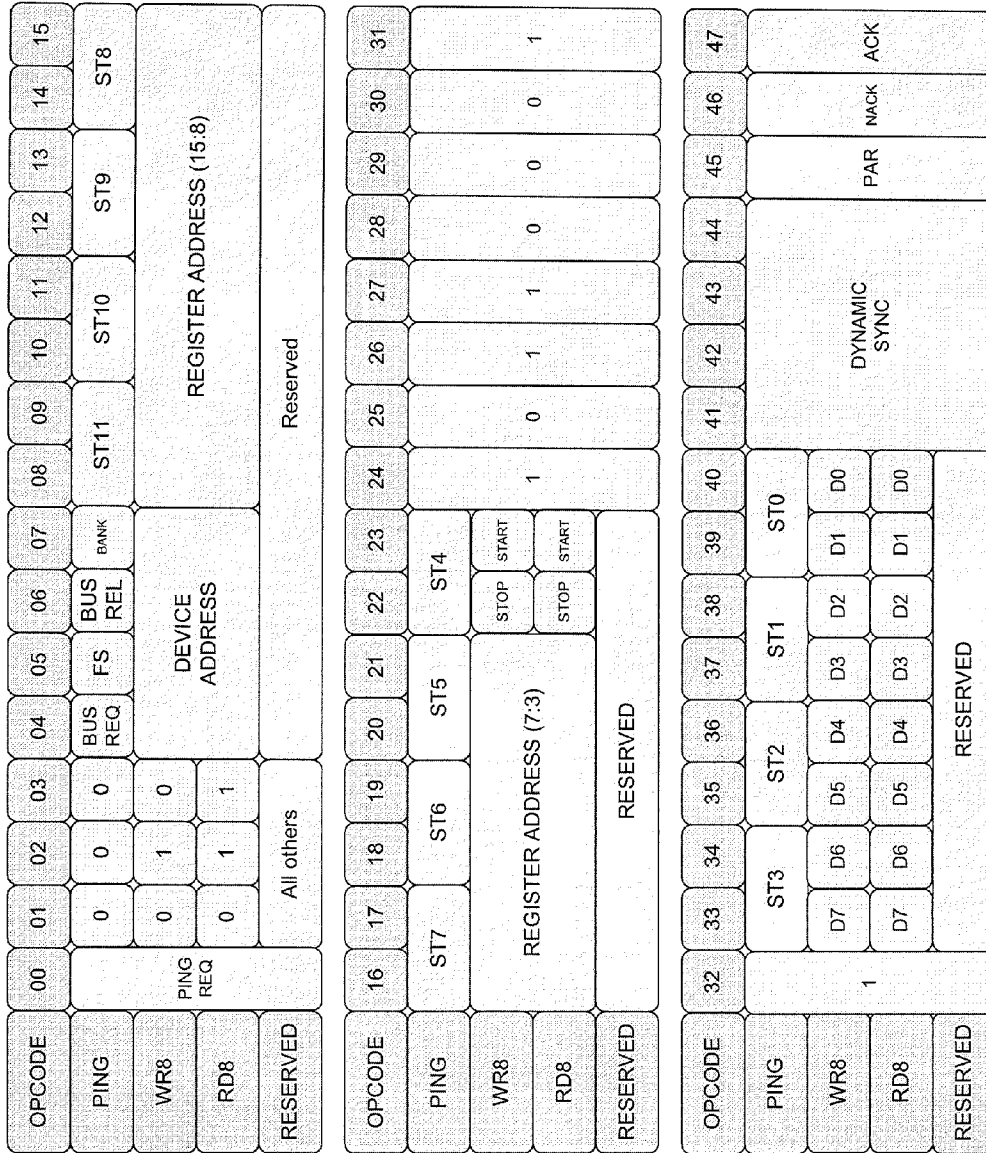 OPCODE 00 01 02 03 04 05 06 07 08 09 10 11 12 13 14 15
PING 0 0 0 BUS REQ FS BUS REL BANK ST11 ST10 ST9 ST8
PING REQ
WR8 0 1 0 DEVICE ADDRESS REGISTER ADDRESS (15:8)
RD8 0 1 1
RESERVED All others Reserved
OPCODE 16 17 18 19 20 21 22 23 24 25 26 27 28 29 30 31
PING ST7 ST6 ST5 ST4
WR8 REGISTER ADDRESS (7:3) STOP START 1 0 1 1 0 0 0 1
RD8 STOP START
RESERVED RESERVED
OPCODE 32 33 34 35 36 37 38 39 40 41 42 43 44 45 46 47
PING ST3 ST2 ST1 ST0
WR8 1 D7 D6 D5 D4 D3 D2 D1 D0 DYNAMIC SYNC PAR NACK ACK
RD8 D7 D6 D5 D4 D3 D2 D1 D0
RESERVED RESERVED